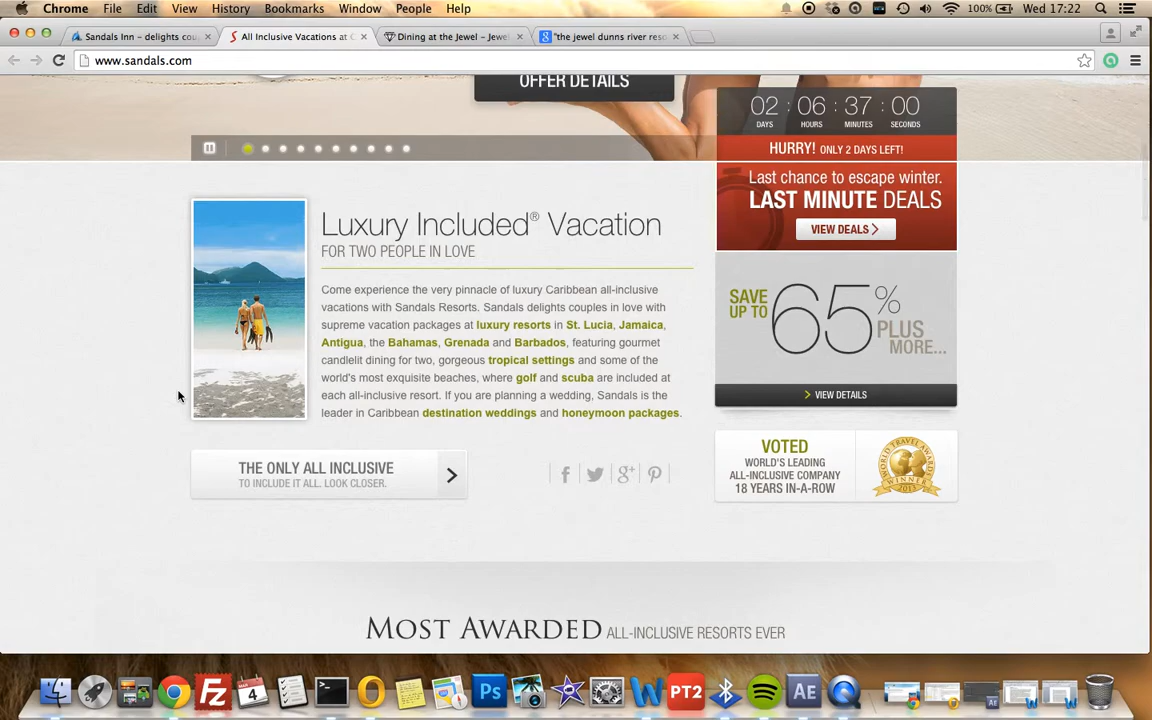 Chrome File Edit View History Bookmarks Window People Help
100% Wed 17:22
Sandals Inn – delights cou
All Inclusive Vacations at C
Dining at the Jewel – Jewe
"the jewel dunns river reso
www.sandals.com
OFFER DETAILS
02 : 06 : 37 : 00
DAYS HOURS MINUTES SECONDS
HURRY! ONLY 2 DAYS LEFT!
Last chance to escape winter.
LAST MINUTE DEALS
VIEW DEALS
Luxury Included® Vacation
FOR TWO PEOPLE IN LOVE
Come experience the very pinnacle of luxury Caribbean all-inclusive
vacations with Sandals Resorts. Sandals delights couples in love with
supreme vacation packages at luxury resorts in St. Lucia, Jamaica,
Antigua, the Bahamas, Grenada and Barbados, featuring gourmet
candlelit dining for two, gorgeous tropical settings and some of the
world's most exquisite beaches, where golf and scuba are included at
each all-inclusive resort. If you are planning a wedding, Sandals is the
leader in Caribbean destination weddings and honeymoon packages.
SAVE UP TO 65% PLUS MORE...
VIEW DETAILS
THE ONLY ALL INCLUSIVE
TO INCLUDE IT ALL. LOOK CLOSER.
VOTED
WORLD'S LEADING
ALL-INCLUSIVE COMPANY
18 YEARS IN-A-ROW
WORLD TRAVEL AWARDS
WINNER
2013
MOST AWARDED ALL-INCLUSIVE RESORTS EVER
4
Ps
W
PT2
AE